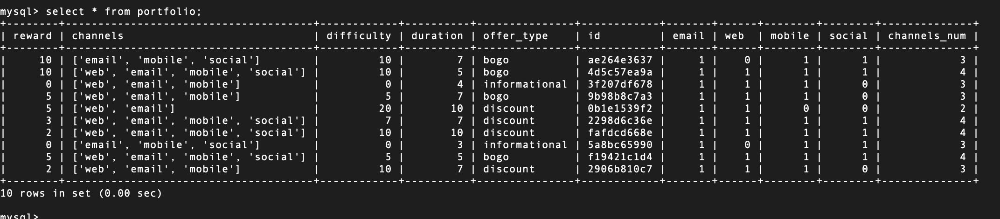 mysql> select * from portfolio;
+--------+--------------------------------------+------------+----------+---------------+------------+-------+------+--------+--------+--------------+
| reward | channels                             | difficulty | duration | offer_type    | id         | email | web  | mobile | social | channels_num |
+--------+--------------------------------------+------------+----------+---------------+------------+-------+------+--------+--------+--------------+
|     10 | ['email', 'mobile', 'social']        |         10 |        7 | bogo          | ae264e3637 |     1 |    0 |      1 |      1 |            3 |
|     10 | ['web', 'email', 'mobile', 'social'] |         10 |        5 | bogo          | 4d5c57ea9a |     1 |    1 |      1 |      1 |            4 |
|      0 | ['web', 'email', 'mobile']           |          0 |        4 | informational | 3f207df678 |     1 |    1 |      1 |      0 |            3 |
|      5 | ['web', 'email', 'mobile']           |          5 |        7 | bogo          | 9b98b8c7a3 |     1 |    1 |      1 |      0 |            3 |
|      5 | ['web', 'email']                     |         20 |       10 | discount      | 0b1e1539f2 |     1 |    1 |      0 |      0 |            2 |
|      3 | ['web', 'email', 'mobile', 'social'] |          7 |        7 | discount      | 2298d6c36e |     1 |    1 |      1 |      1 |            4 |
|      2 | ['web', 'email', 'mobile', 'social'] |         10 |       10 | discount      | fafdcd668e |     1 |    1 |      1 |      1 |            4 |
|      0 | ['email', 'mobile', 'social']        |          0 |        3 | informational | 5a8bc65990 |     1 |    0 |      1 |      1 |            3 |
|      5 | ['web', 'email', 'mobile', 'social'] |          5 |        5 | bogo          | f19421c1d4 |     1 |    1 |      1 |      1 |            4 |
|      2 | ['web', 'email', 'mobile']           |         10 |        7 | discount      | 2906b810c7 |     1 |    1 |      1 |      0 |            3 |
+--------+--------------------------------------+------------+----------+---------------+------------+-------+------+--------+--------+--------------+
10 rows in set (0.00 sec)
mysql>